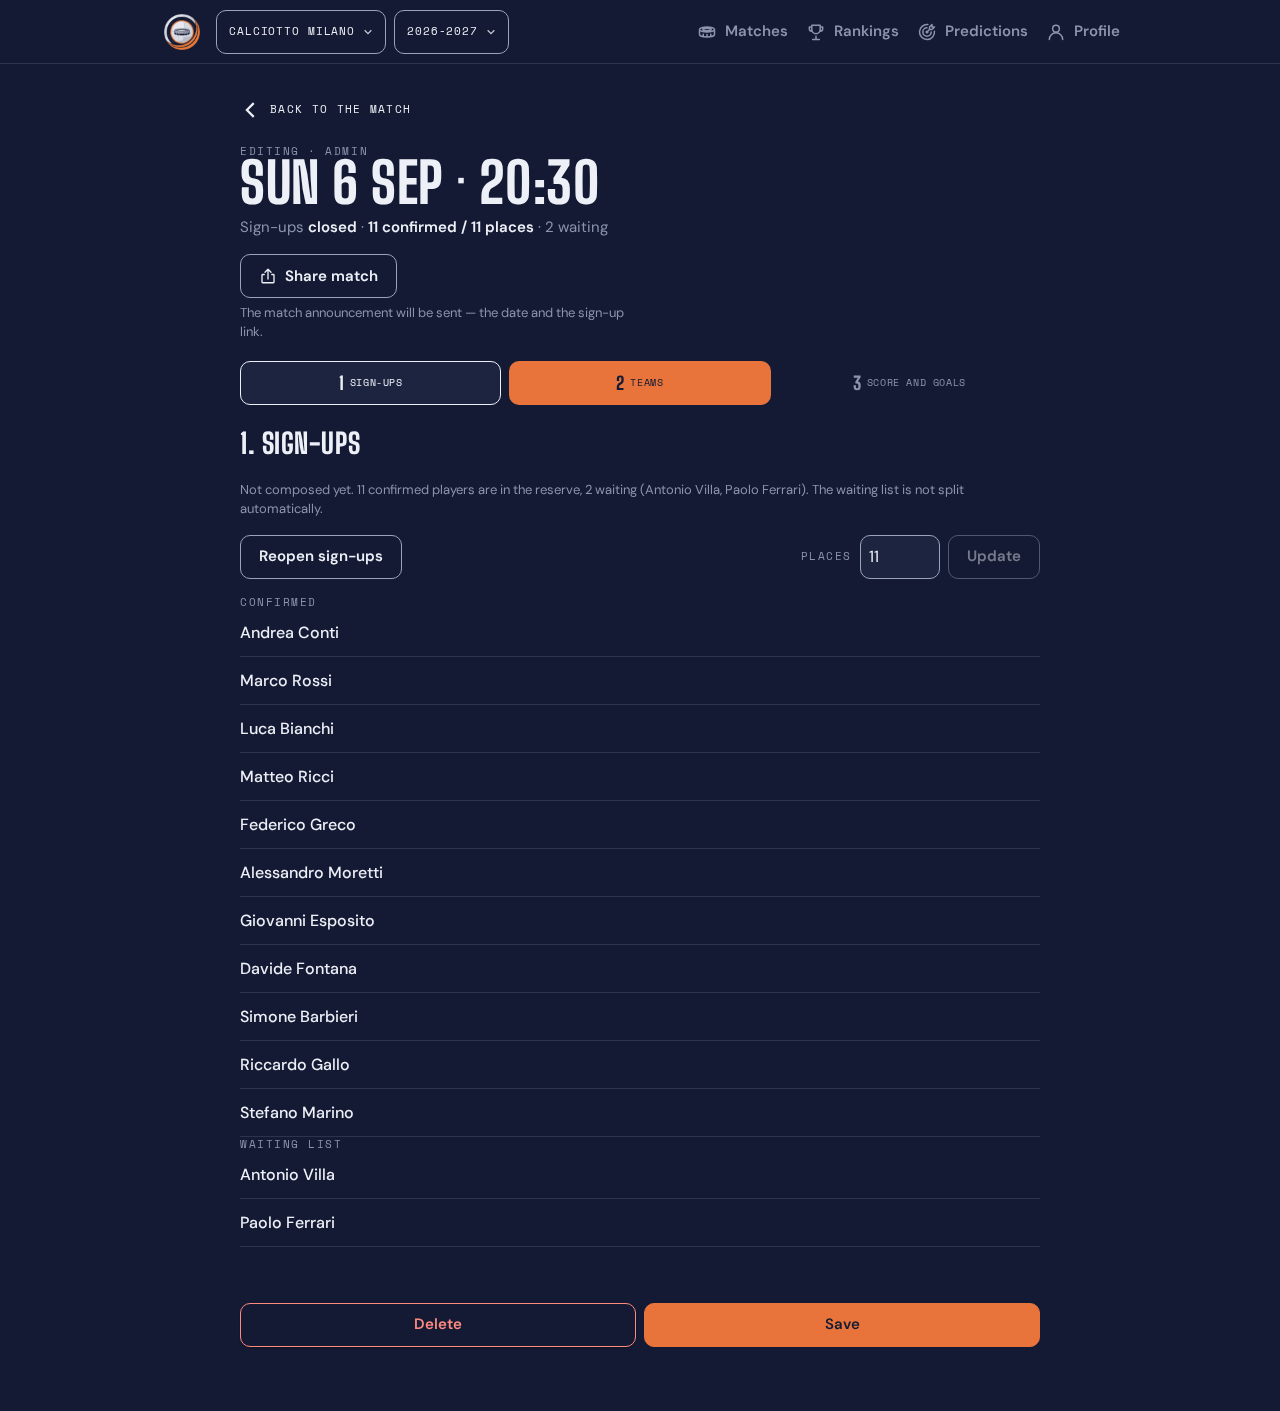 CALCIOTTO MILANO
2026-2027
Matches
Rankings
Predictions
Profile
BACK TO THE MATCH
EDITING · ADMIN
SUN 6 SEP · 20:30
Sign-ups closed · 11 confirmed / 11 places · 2 waiting
Share match
The match announcement will be sent — the date and the sign-up
link.
1 SIGN-UPS
2 TEAMS
3 SCORE AND GOALS
1. SIGN-UPS
Not composed yet. 11 confirmed players are in the reserve, 2 waiting (Antonio Villa, Paolo Ferrari). The waiting list is not split
automatically.
Reopen sign-ups
PLACES
11
Update
CONFIRMED
Andrea Conti
Marco Rossi
Luca Bianchi
Matteo Ricci
Federico Greco
Alessandro Moretti
Giovanni Esposito
Davide Fontana
Simone Barbieri
Riccardo Gallo
Stefano Marino
WAITING LIST
Antonio Villa
Paolo Ferrari
Delete
Save